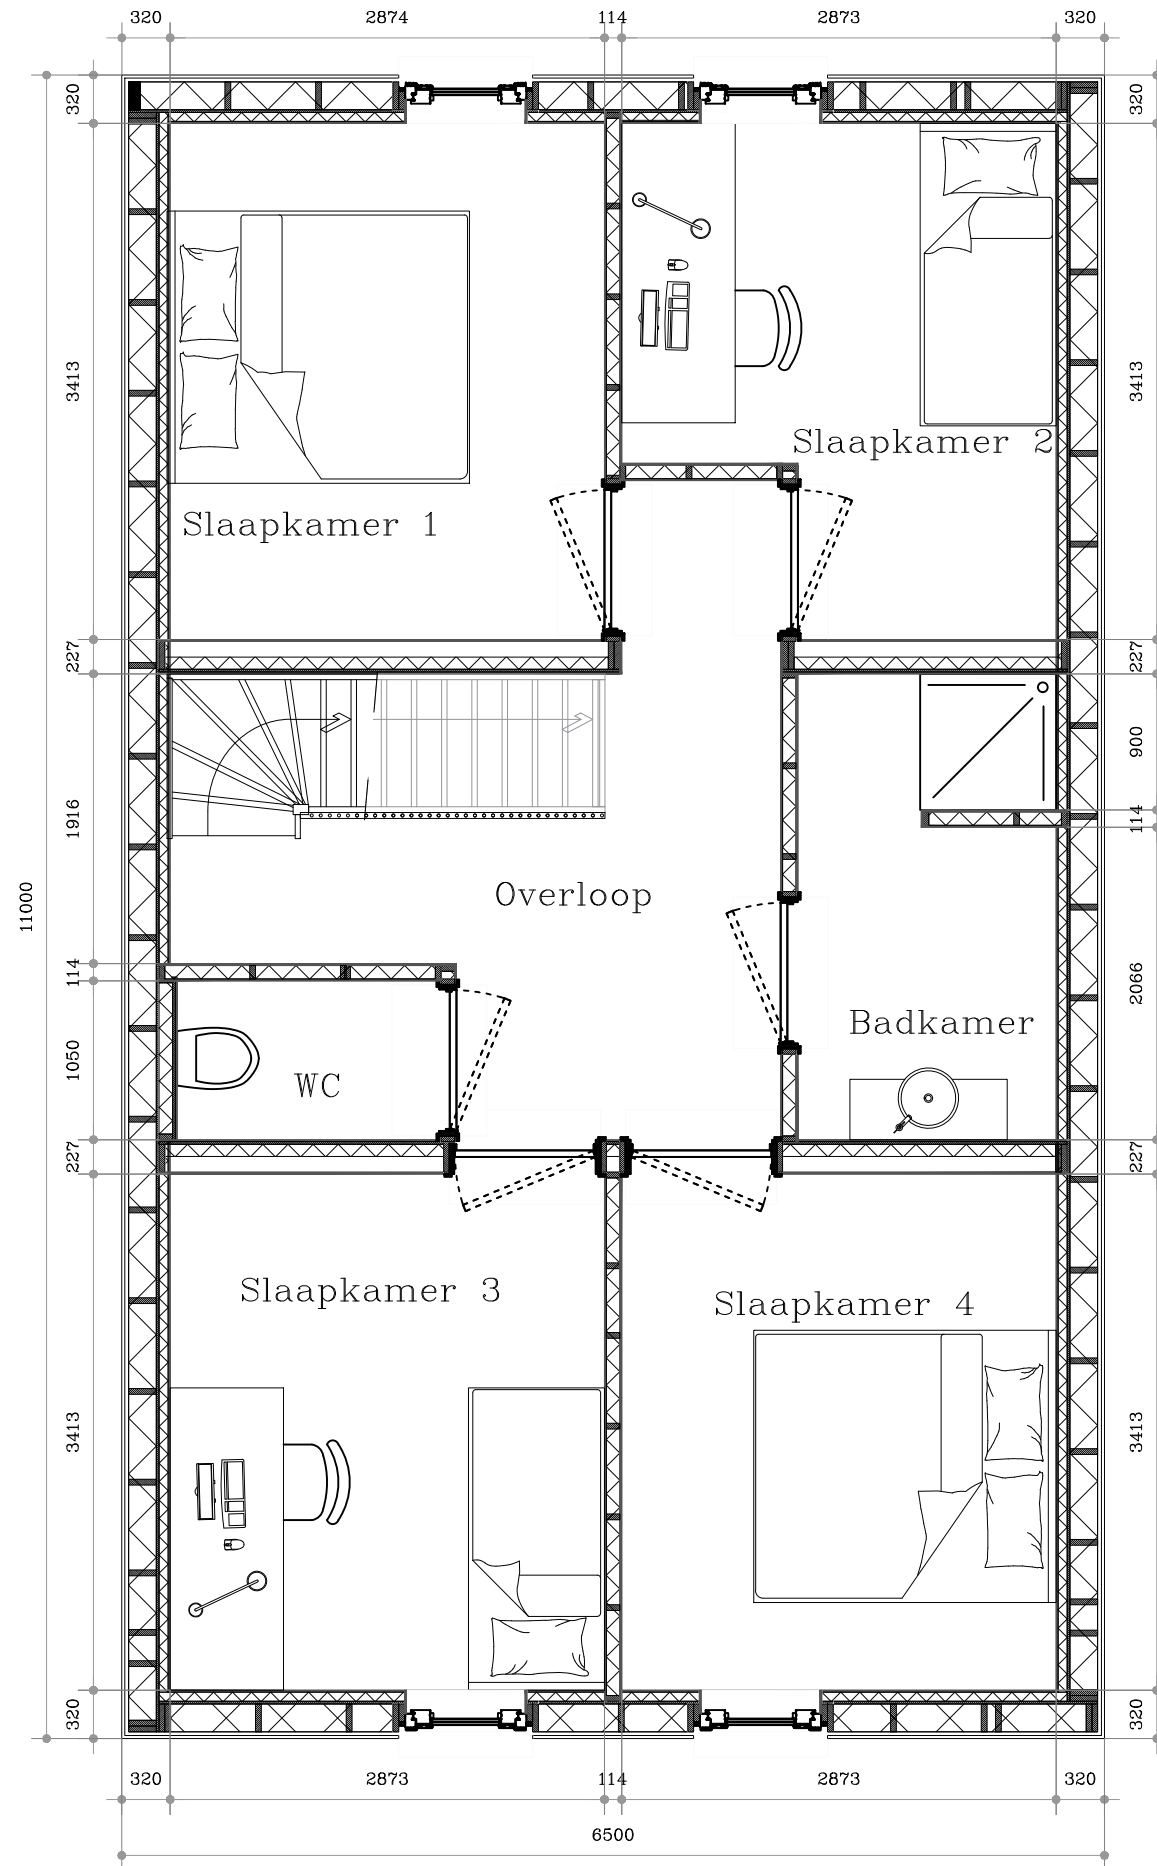 320 2874 114 2873 320
320 320
3413 3413
Slaapkamer 2
Slaapkamer 1
227 227
900
1916 114
11000 Overloop
114 2066
Badkamer
1050 WC
227 227
Slaapkamer 3 Slaapkamer 4
3413 3413
320 320
320 2873 114 2873 320
6500